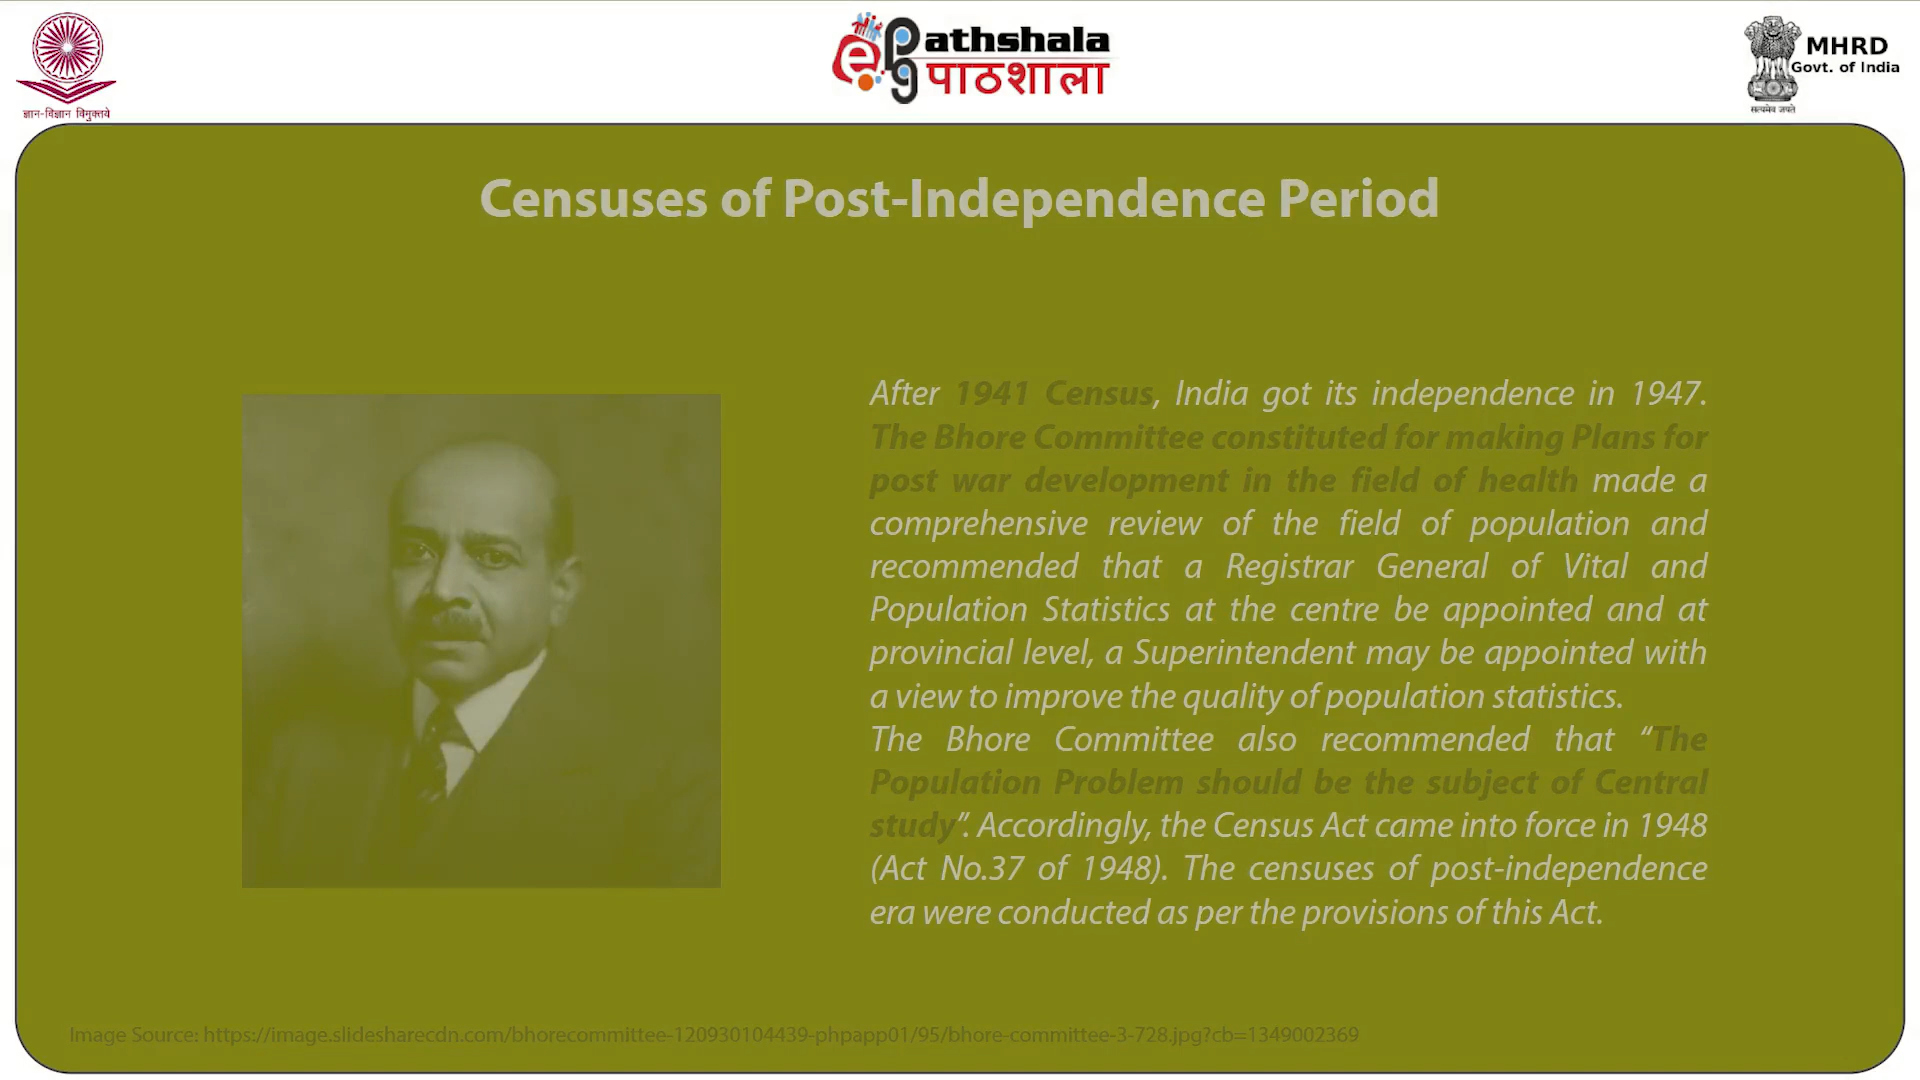 ज्ञान-विज्ञान विमुक्तये
e Pg athshala
पाठशाला
MHRD
Govt. of India
सत्यमेव जयते
Censuses of Post-Independence Period
After 1941 Census, India got its independence in 1947.
The Bhore Committee constituted for making Plans for
post war development in the field of health made a
comprehensive review of the field of population and
recommended that a Registrar General of Vital and
Population Statistics at the centre be appointed and at
provincial level, a Superintendent may be appointed with
a view to improve the quality of population statistics.
The Bhore Committee also recommended that “The
Population Problem should be the subject of Central
study”. Accordingly, the Census Act came into force in 1948
(Act No.37 of 1948). The censuses of post-independence
era were conducted as per the provisions of this Act.
Image Source: https://image.slidesharecdn.com/bhorecommittee-120930104439-phpapp01/95/bhore-committee-3-728.jpg?cb=1349002369